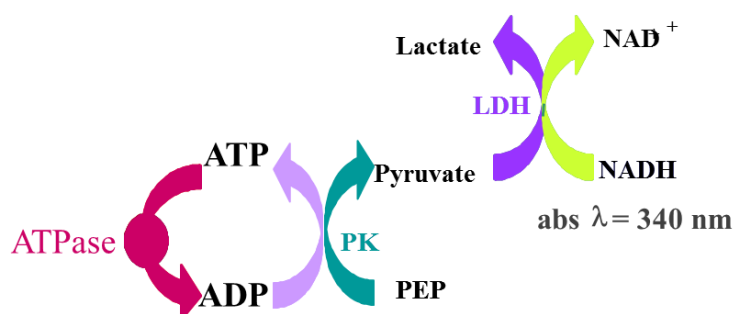 Lactate
NAD+
LDH
ATP
Pyruvate
NADH
abs λ = 340 nm
ATPase
PK
ADP
PEP